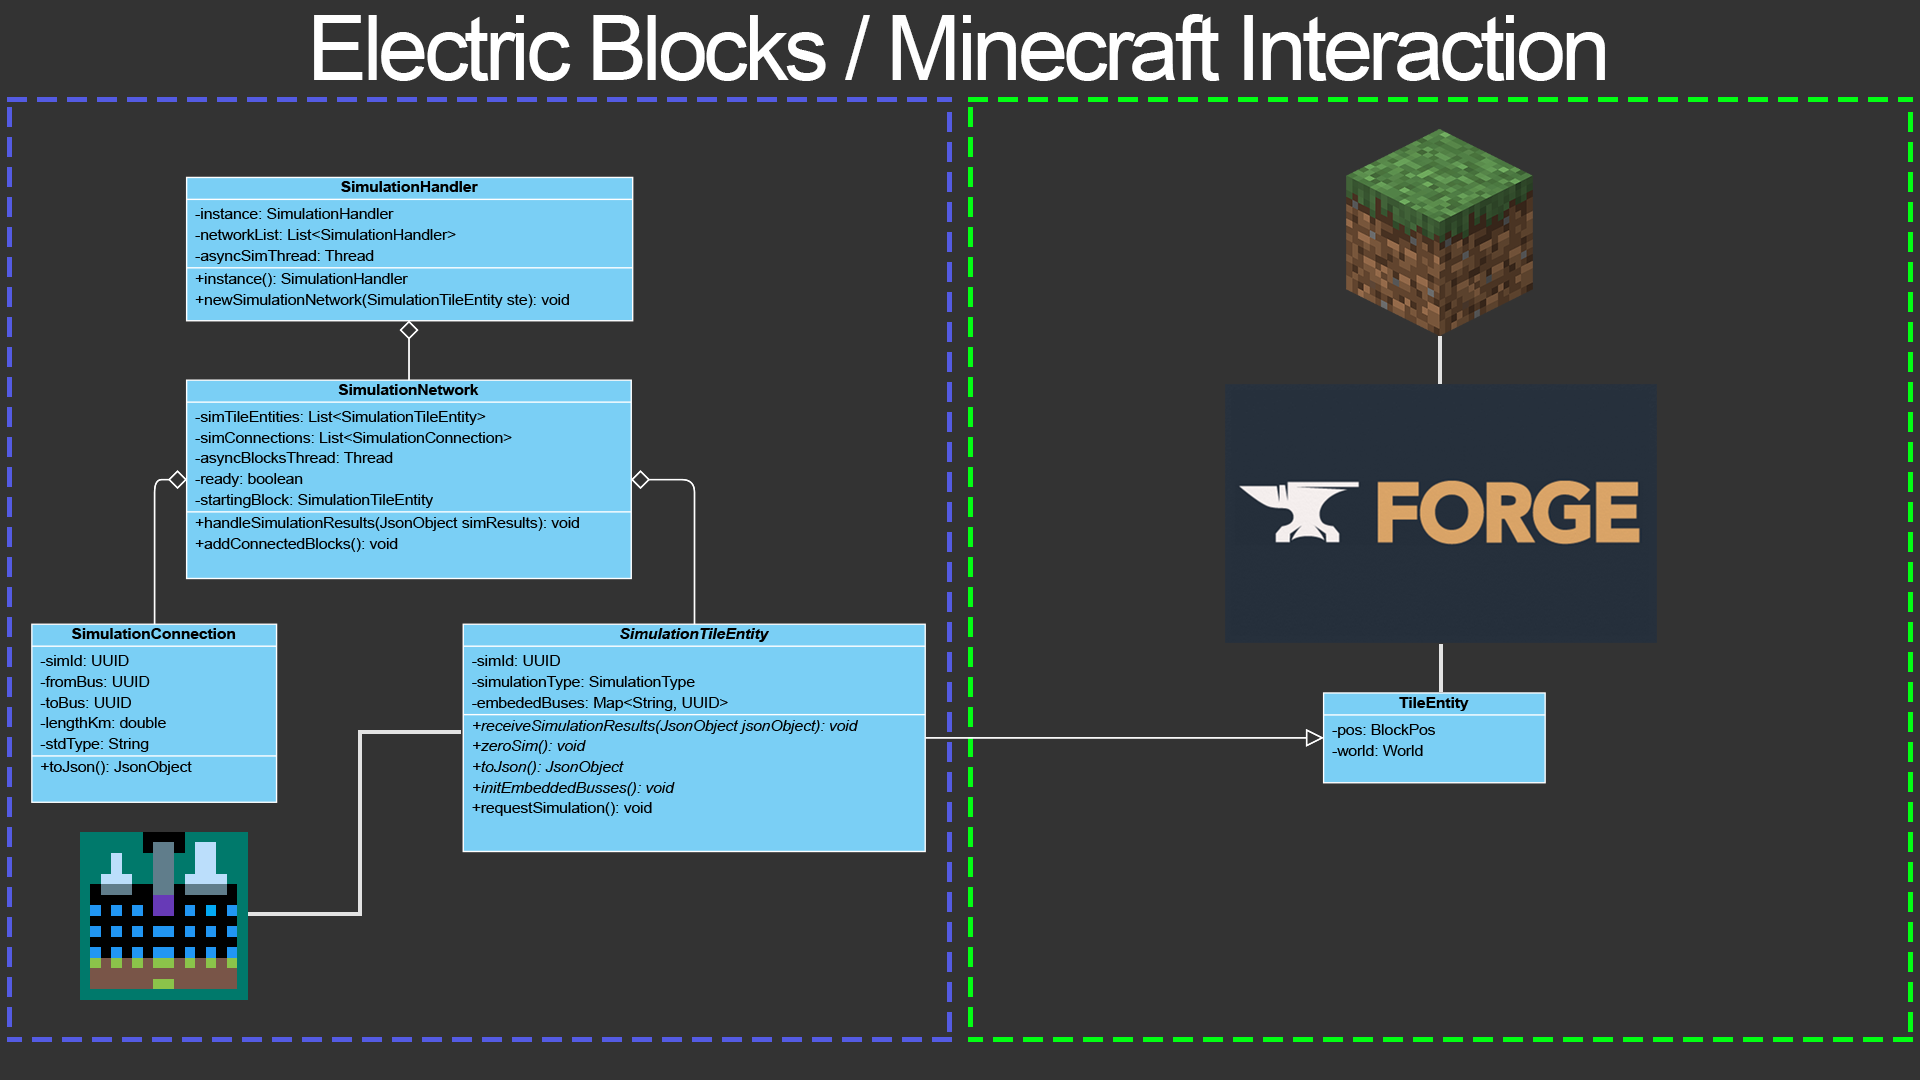 Electric Blocks / Minecraft Interaction
SimulationHandler
-instance: SimulationHandler
-networkList: List<SimulationHandler>
-asyncSimThread: Thread
+instance(): SimulationHandler
+newSimulationNetwork(SimulationTileEntity ste): void
SimulationNetwork
-simTileEntities: List<SimulationTileEntity>
-simConnections: List<SimulationConnection>
-asyncBlocksThread: Thread
-ready: boolean
-startingBlock: SimulationTileEntity
+handleSimulationResults(JsonObject simResults): void
+addConnectedBlocks(): void
SimulationConnection
-simId: UUID
-fromBus: UUID
-toBus: UUID
-lengthKm: double
-stdType: String
+toJson(): JsonObject
SimulationTileEntity
-simId: UUID
-simulationType: SimulationType
-embededBuses: Map<String, UUID>
+receiveSimulationResults(JsonObject jsonObject): void
+zeroSim(): void
+toJson(): JsonObject
+initEmbeddedBusses(): void
+requestSimulation(): void
FORGE
TileEntity
-pos: BlockPos
-world: World